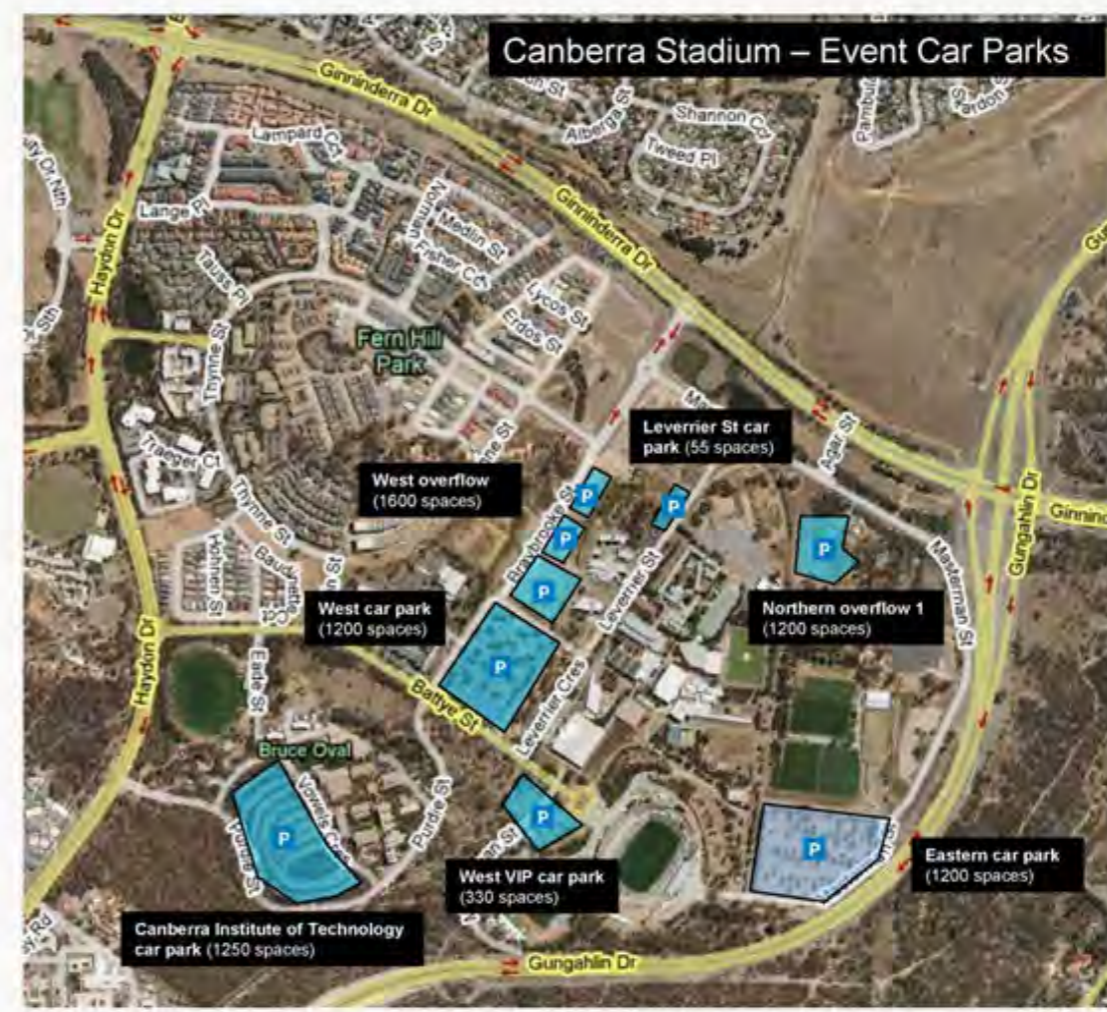 Canberra Stadium – Event Car Parks
Ginninderra Dr
Alberga St
Shannon Cct
Tweed Pl
Lampard Cct
Norman
Medlin St
Fisher Cct
Ginninderra Dr
Haydon Dr
Tauss Pl
Lycos St
Erdos St
Fern Hill
Park
Thynne St
Leverrier St car
park (55 spaces)
Agar St
Traeger Ct
West overflow
(1600 spaces)
P
P
P
Braybrooke St
Gungahlin Dr
Thynne St
P
P
Leverrier St
Masterman St
Hohnen St
West car park
(1200 spaces)
Northern overflow 1
(1200 spaces)
P
Haydon Dr
Eade St
Battye St
Leverrier Cres
Bruce Oval
Vowels Cres
Purdie St
P
P
P
Purdie St
West VIP car park
(330 spaces)
Eastern car park
(1200 spaces)
Canberra Institute of Technology
car park (1250 spaces)
Gungahlin Dr